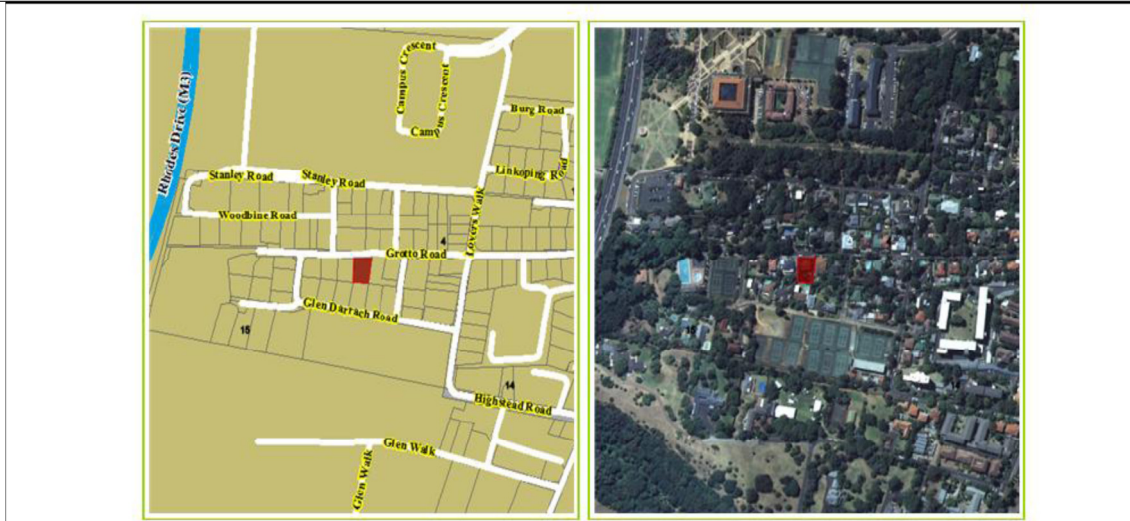 Campus Crescent
Campus Crescent
Camp
Rhodes Drive (M3)
Burg Road
Linkoping Road
Stanley Road
Stanley Road
Woodbine Road
Lovers Walk
4
Grotto Road
Glen Darrach Road
15
14
Highstead Road
Glen Walk
Glen Walk
15
14